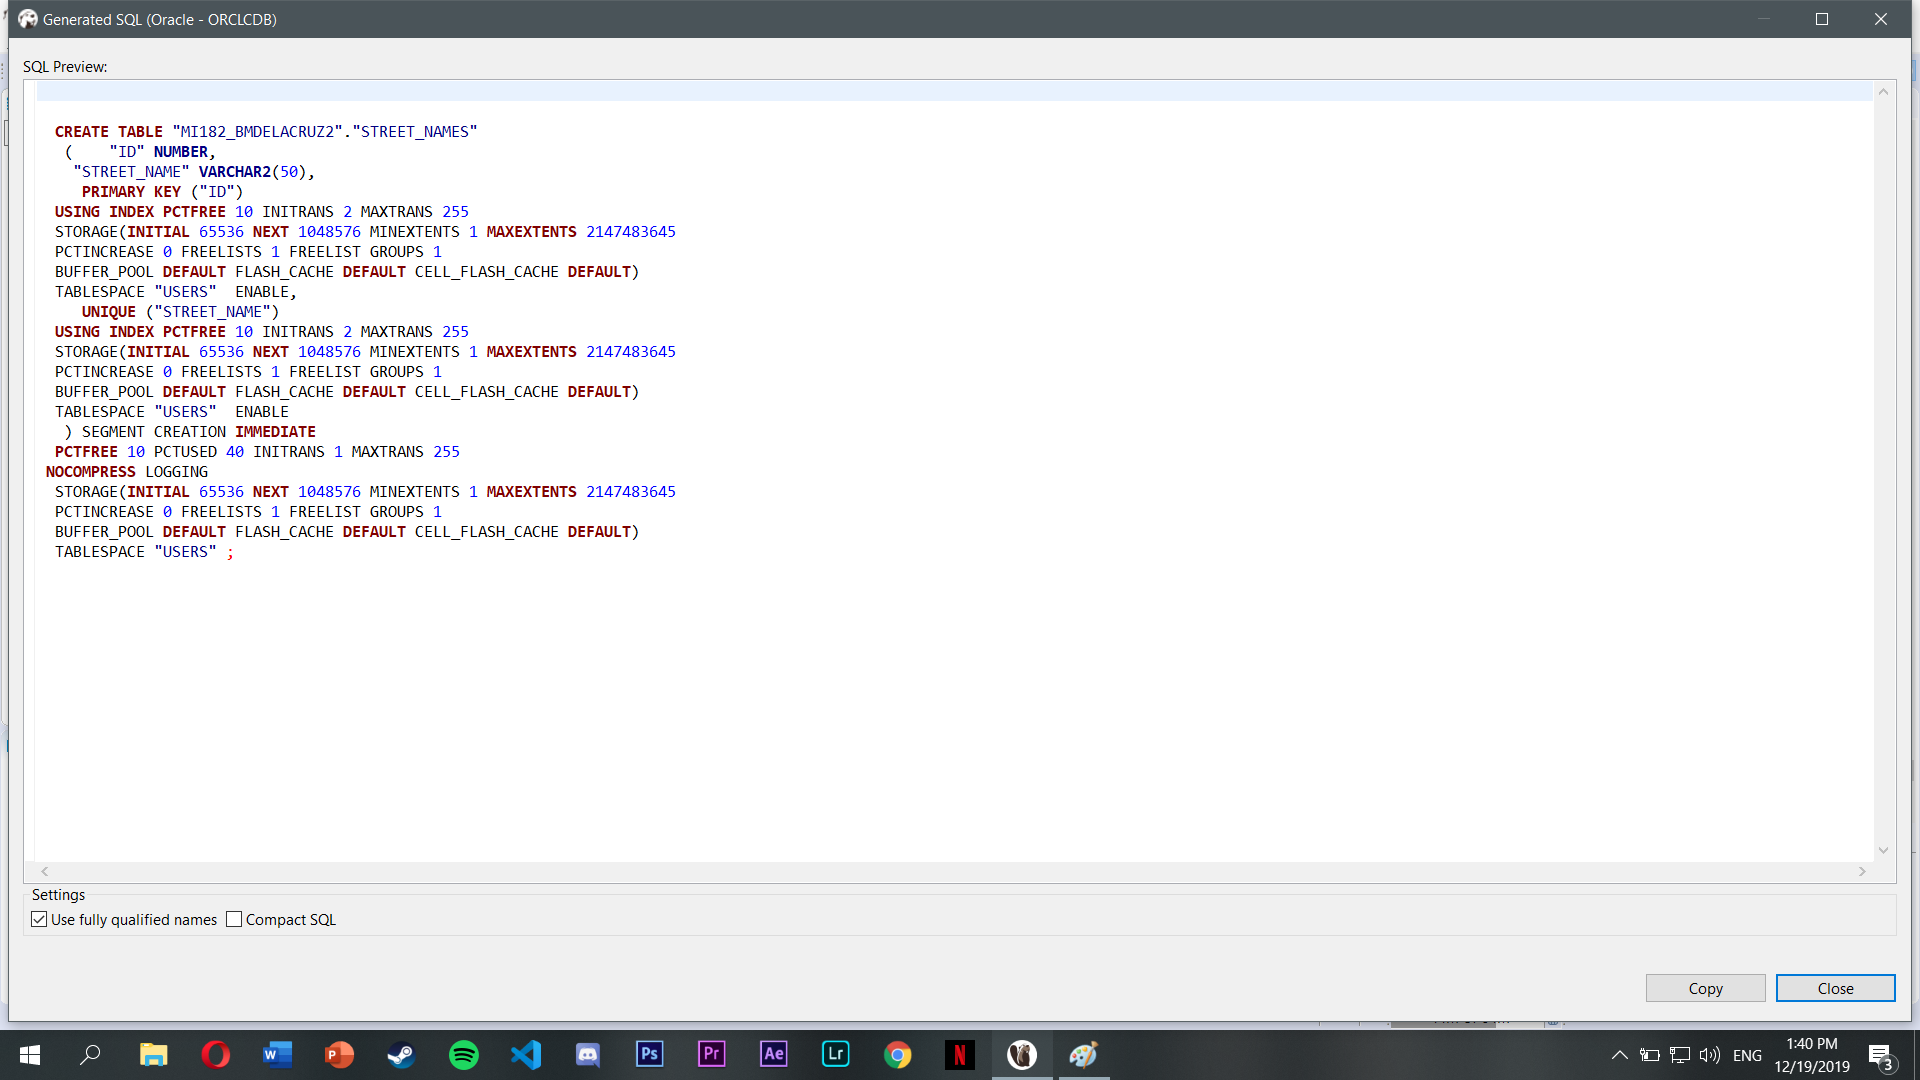 Generated SQL (Oracle - ORCLCDB)
SQL Preview:
CREATE TABLE "MI182_BMDELACRUZ2"."STREET_NAMES"
( "ID" NUMBER,
"STREET_NAME" VARCHAR2(50),
PRIMARY KEY ("ID")
USING INDEX PCTFREE 10 INITRANS 2 MAXTRANS 255
STORAGE(INITIAL 65536 NEXT 1048576 MINEXTENTS 1 MAXEXTENTS 2147483645
PCTINCREASE 0 FREELISTS 1 FREELIST GROUPS 1
BUFFER_POOL DEFAULT FLASH_CACHE DEFAULT CELL_FLASH_CACHE DEFAULT)
TABLESPACE "USERS"  ENABLE,
UNIQUE ("STREET_NAME")
USING INDEX PCTFREE 10 INITRANS 2 MAXTRANS 255
STORAGE(INITIAL 65536 NEXT 1048576 MINEXTENTS 1 MAXEXTENTS 2147483645
PCTINCREASE 0 FREELISTS 1 FREELIST GROUPS 1
BUFFER_POOL DEFAULT FLASH_CACHE DEFAULT CELL_FLASH_CACHE DEFAULT)
TABLESPACE "USERS"  ENABLE
) SEGMENT CREATION IMMEDIATE
PCTFREE 10 PCTUSED 40 INITRANS 1 MAXTRANS 255
NOCOMPRESS LOGGING
STORAGE(INITIAL 65536 NEXT 1048576 MINEXTENTS 1 MAXEXTENTS 2147483645
PCTINCREASE 0 FREELISTS 1 FREELIST GROUPS 1
BUFFER_POOL DEFAULT FLASH_CACHE DEFAULT CELL_FLASH_CACHE DEFAULT)
TABLESPACE "USERS" ;
Settings
Use fully qualified names Compact SQL
Copy Close
W P Ps Pr Ae Lr N ENG 1:40 PM
12/19/2019 3